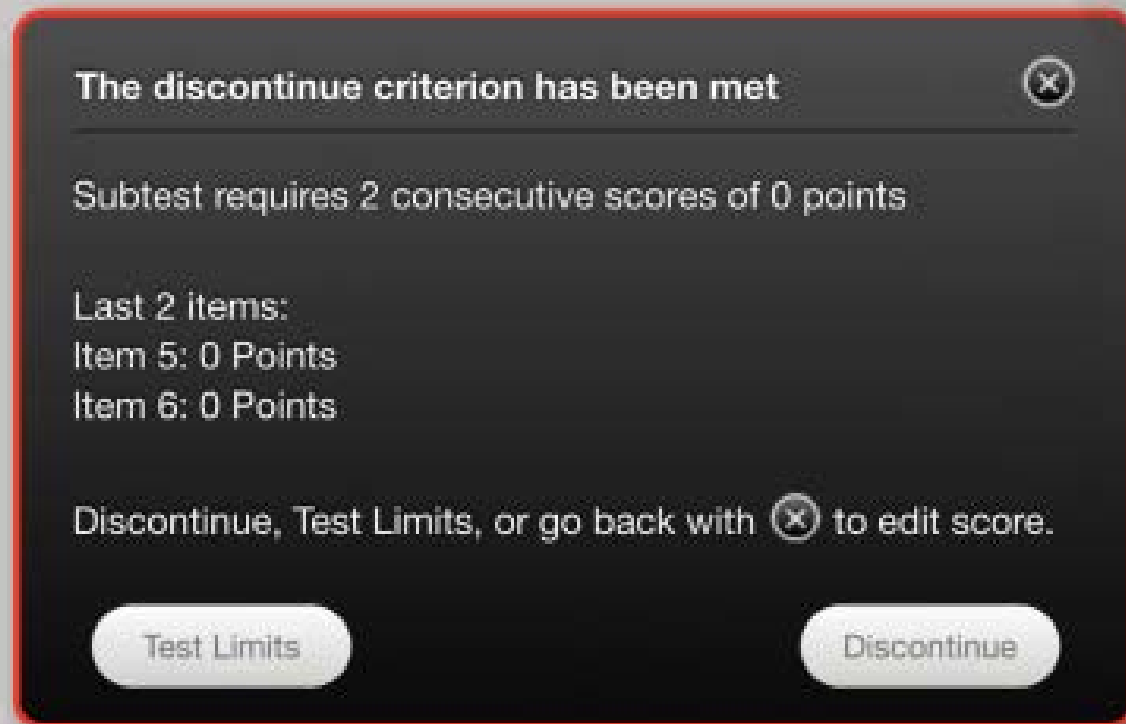 The discontinue criterion has been met
Subtest requires 2 consecutive scores of 0 points
Last 2 items:
Item 5: 0 Points
Item 6: 0 Points
Discontinue, Test Limits, or go back with ⓧ to edit score.
Test Limits
Discontinue